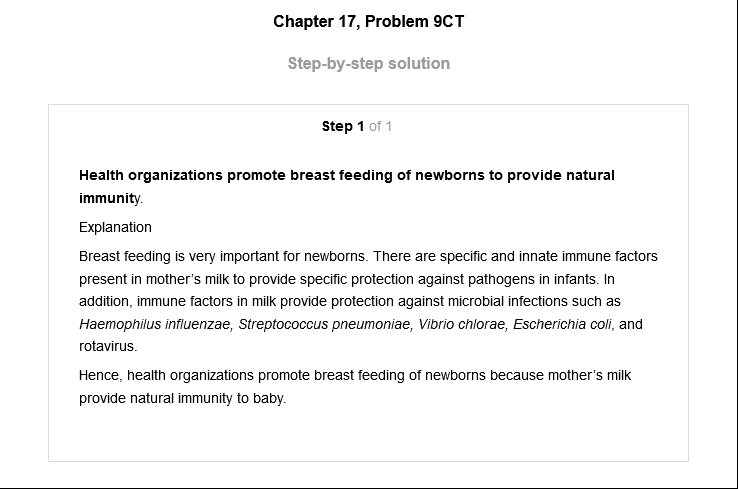 Chapter 17, Problem 9CT
Step-by-step solution
Step 1 of 1
Health organizations promote breast feeding of newborns to provide natural
immunity.
Explanation
Breast feeding is very important for newborns. There are specific and innate immune factors
present in mother’s milk to provide specific protection against pathogens in infants. In
addition, immune factors in milk provide protection against microbial infections such as
Haemophilus influenzae, Streptococcus pneumoniae, Vibrio chlorae, Escherichia coli, and
rotavirus.
Hence, health organizations promote breast feeding of newborns because mother’s milk
provide natural immunity to baby.